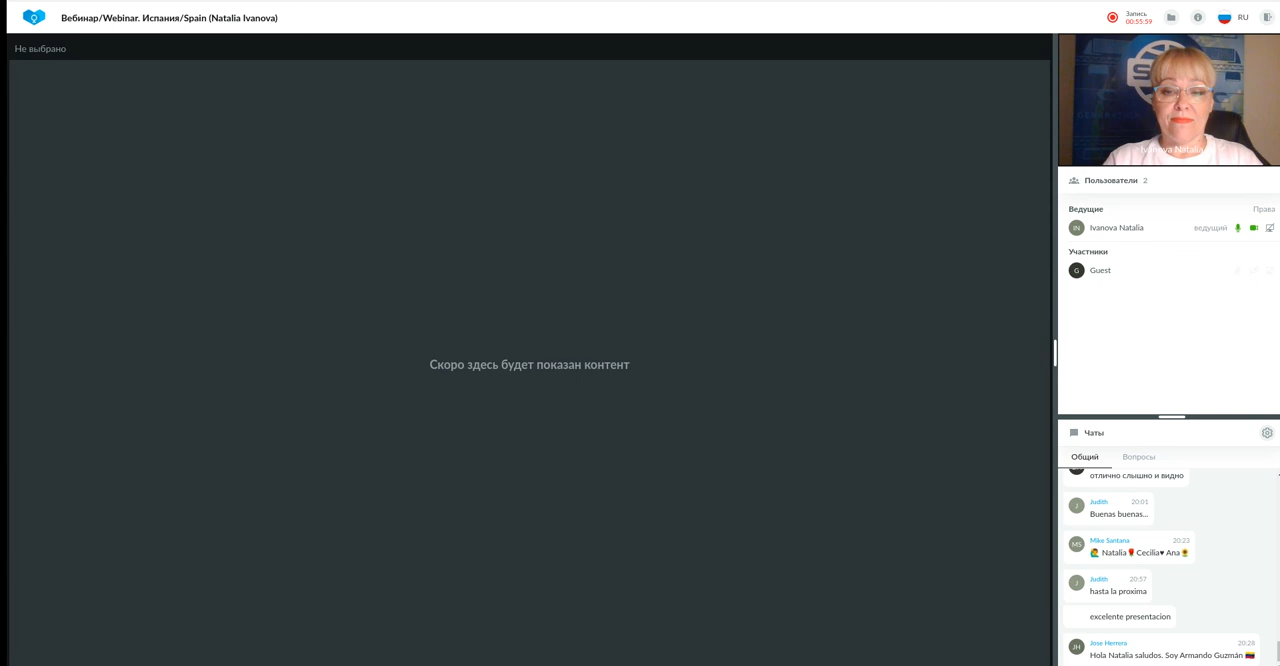 Вебинар/Webinar. Испания/Spain (Natalia Ivanova)
Запись
00:55:59
RU
Не выбрано
Скоро здесь будет показан контент
Ivanova Natalia
Пользователи 2
Ведущие Права
IN Ivanova Natalia ведущий
Участники
G Guest
Чаты
Общий Вопросы
отлично слышно и видно
J Judith 20:01
Buenas buenas...
MS Mike Santana 20:23
🙋‍♂️ Natalia🌹Cecilia♥ Ana🌻
J Judith 20:57
hasta la proxima
excelente presentacion
JH Jose Herrera 20:28
Hola Natalia saludos. Soy Armando Guzmán 🇻🇪